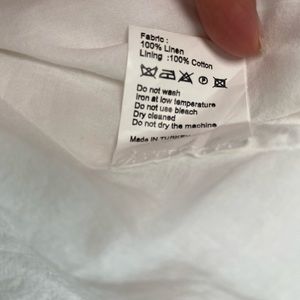 Fabric :
100% Linen
Lining :100% Cotton
Do not wash
Iron at low temperature
Do not use bleach
Dry cleaned
Do not dry the machine
Made in TURKEY